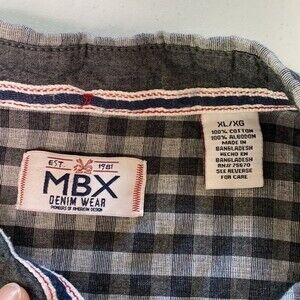 EST. 1981
MBX
DENIM WEAR
PIONEERS OF AMERICAN DESIGN
XL/XG
100% COTTON
100% ALGODON
MADE IN
BANGLADESH
HECHO EN
BANGLADESH
RN# 75670
SEE REVERSE
FOR CARE